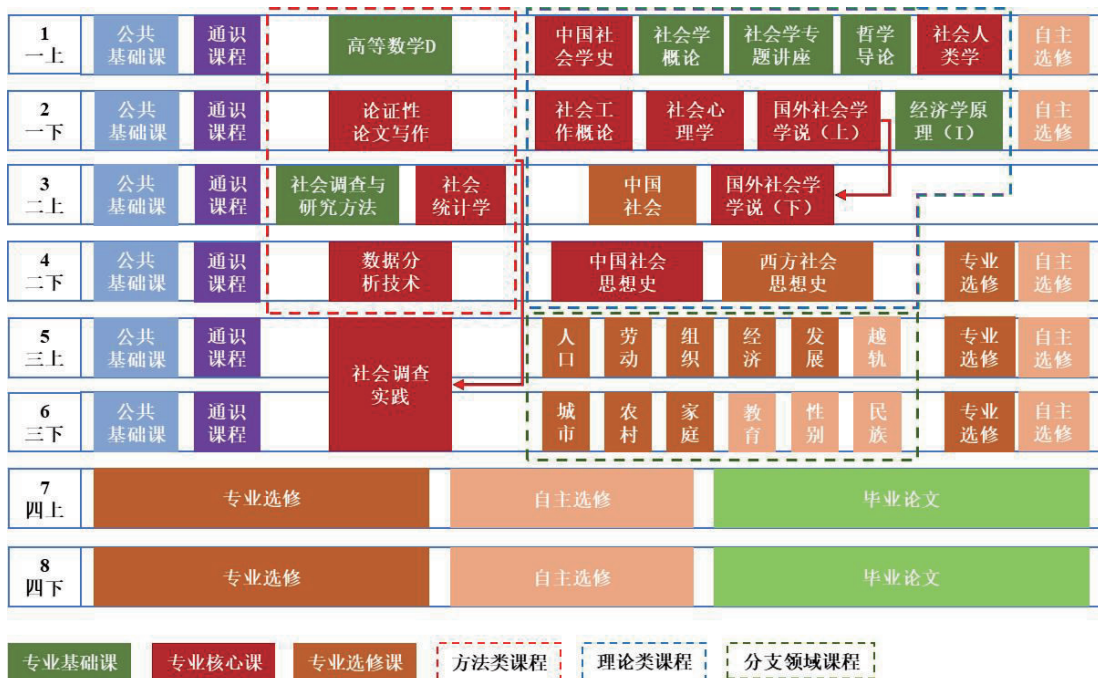 1
一上
公共
基础课
通识
课程
高等数学D
中国社
会学史
社会学
概论
社会学专
题讲座
哲学
导论
社会人
类学
自主
选修
2
一下
公共
基础课
通识
课程
论证性
论文写作
社会工
作概论
社会心
理学
国外社会学
学说（上）
经济学原
理（I）
自主
选修
3
二上
公共
基础课
通识
课程
社会调查与
研究方法
社会
统计学
中国
社会
国外社会学
学说（下）
4
二下
公共
基础课
通识
课程
数据分
析技术
中国社会
思想史
西方社会
思想史
专业
选修
自主
选修
5
三上
公共
基础课
通识
课程
社会调查
实践
人口
劳动
组织
经济
发展
越轨
专业
选修
自主
选修
6
三下
公共
基础课
通识
课程
城市
农村
家庭
教育
性别
民族
专业
选修
自主
选修
7
四上
专业选修
自主选修
毕业论文
8
四下
专业选修
自主选修
毕业论文
专业基础课
专业核心课
专业选修课
方法类课程
理论类课程
分支领域课程